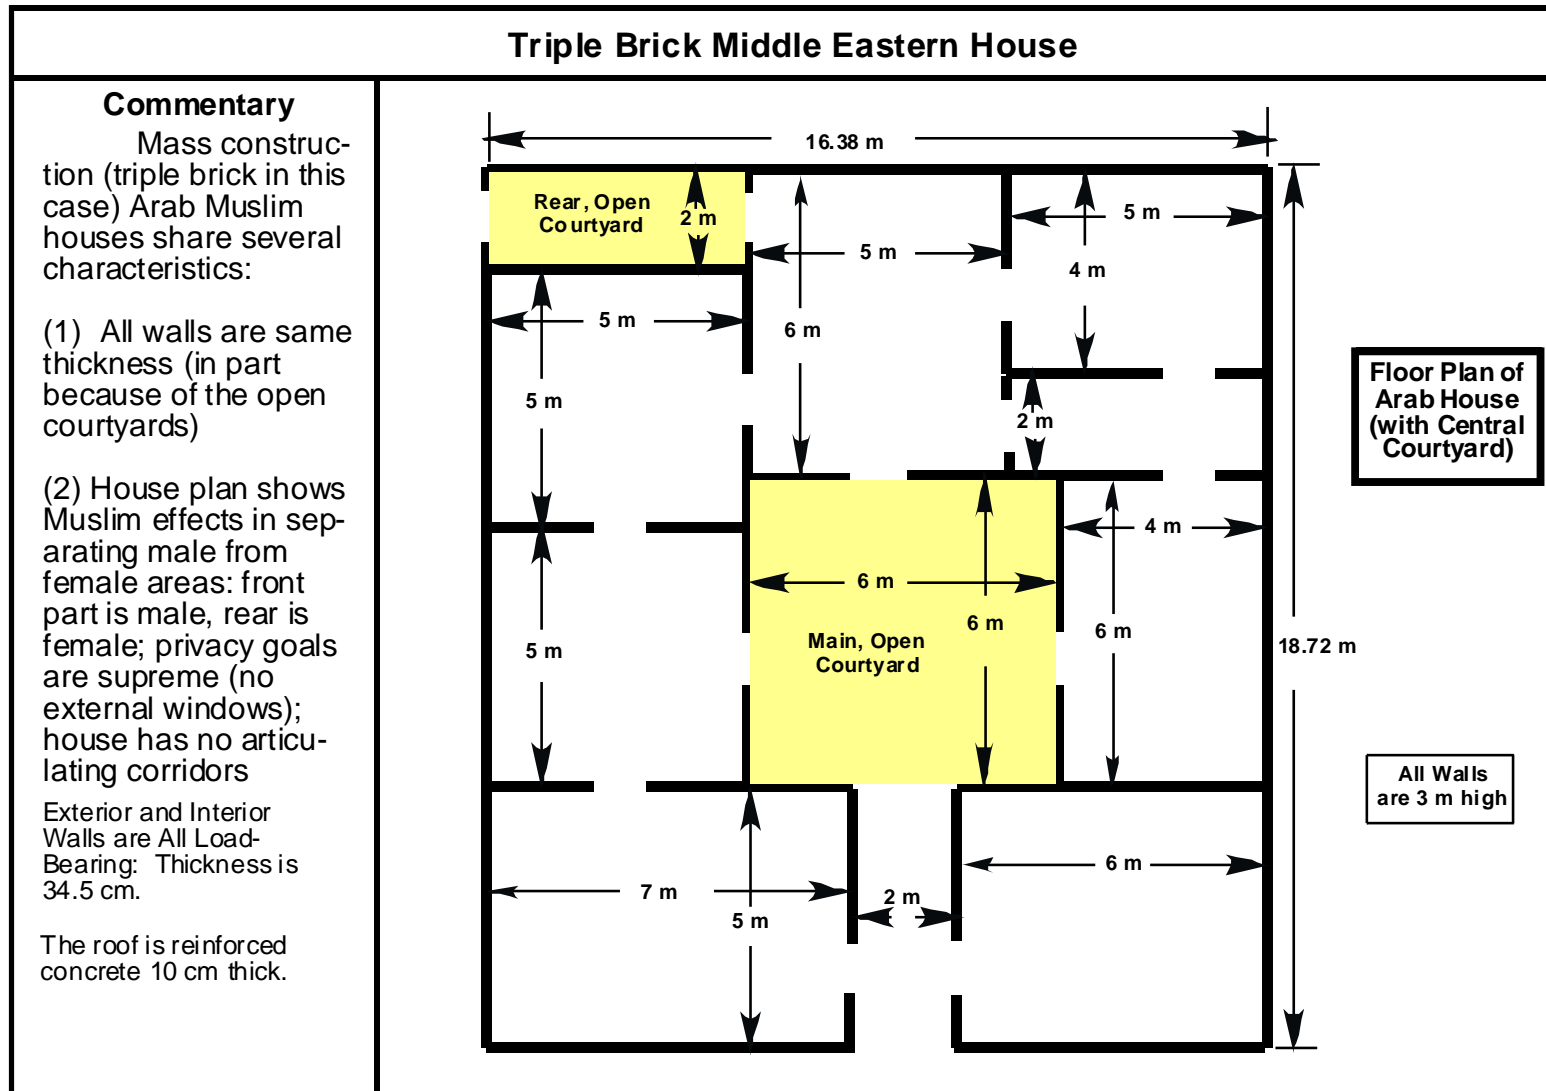 Triple Brick Middle Eastern House
Commentary
Mass construc-
tion (triple brick in this
case) Arab Muslim
houses share several
characteristics:
(1) All walls are same
thickness (in part
because of the open
courtyards)
(2) House plan shows
Muslim effects in sep-
arating male from
female areas: front
part is male, rear is
female; privacy goals
are supreme (no
external windows);
house has no articu-
lating corridors
Exterior and Interior
Walls are All Load-
Bearing: Thickness is
34.5 cm.
The roof is reinforced
concrete 10 cm thick.
16.38 m
Rear, Open
Courtyard
2 m
5 m
5 m
4 m
6 m
5 m
5 m
2 m
4 m
6 m
6 m
6 m
Main, Open
Courtyard
5 m
18.72 m
7 m
5 m
2 m
6 m
Floor Plan of
Arab House
(with Central
Courtyard)
All Walls
are 3 m high